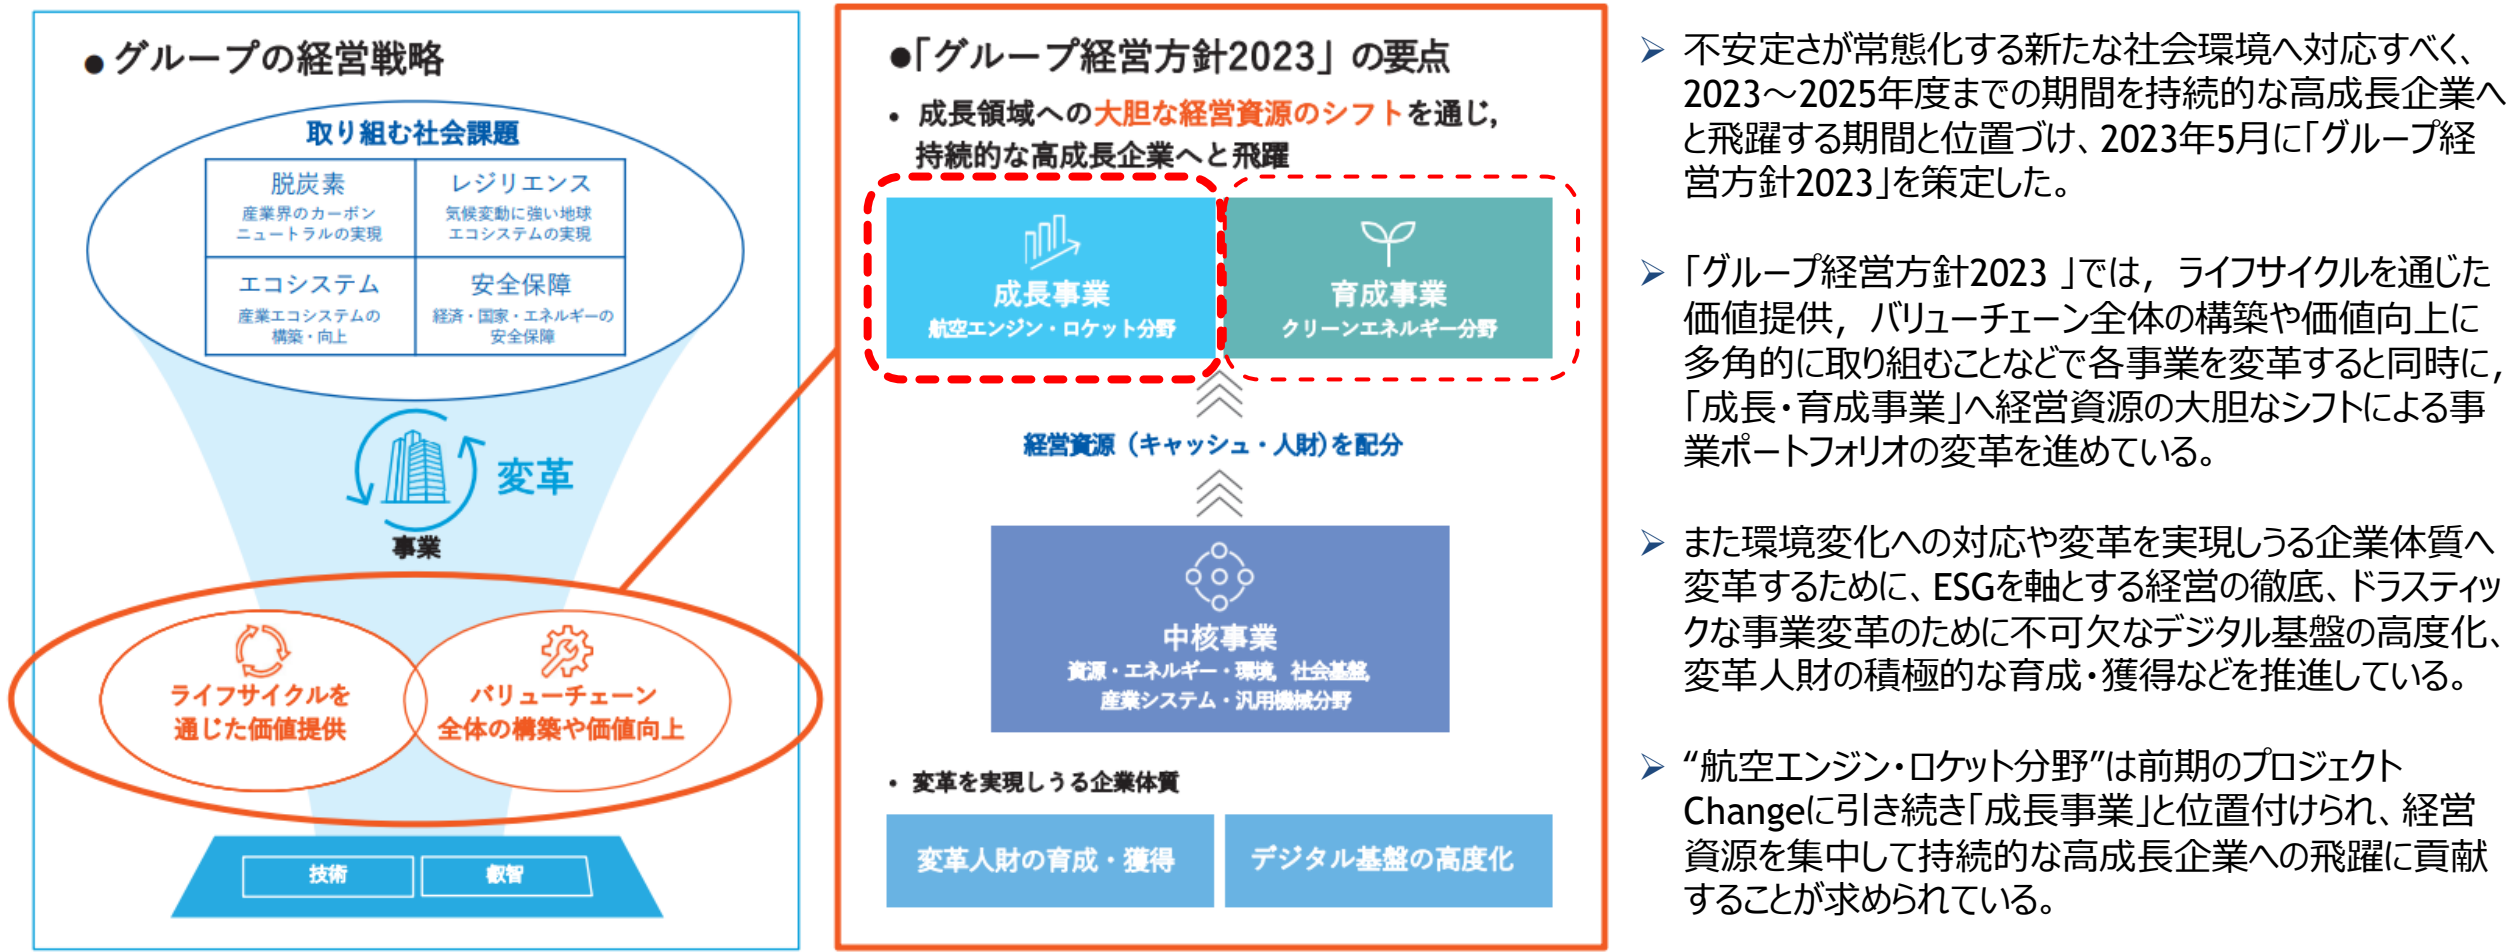 ●グループの経営戦略
取り組む社会課題
脱炭素
産業界のカーボン
ニュートラルの実現
レジリエンス
気候変動に強い地球
エコシステムの実現
エコシステム
産業エコシステムの
構築・向上
安全保障
経済・国家・エネルギーの
安全保障
変革
事業
ライフサイクルを
通じた価値提供
バリューチェーン
全体の構築や価値向上
技術
叡智
●「グループ経営方針2023」の要点
• 成長領域への大胆な経営資源のシフトを通じ,
持続的な高成長企業へと飛躍
成長事業
航空エンジン・ロケット分野
育成事業
クリーンエネルギー分野
経営資源（キャッシュ・人財)を配分
中核事業
資源・エネルギー・環境, 社会基盤,
産業システム・汎用機械分野
• 変革を実現しうる企業体質
変革人財の育成・獲得
デジタル基盤の高度化
➢ 不安定さが常態化する新たな社会環境へ対応すべく、
2023～2025年度までの期間を持続的な高成長企業へ
と飛躍する期間と位置づけ、2023年5月に「グループ経
営方針2023」を策定した。
➢ 「グループ経営方針2023 」では, ライフサイクルを通じた
価値提供, バリューチェーン全体の構築や価値向上に
多角的に取り組むことなどで各事業を変革すると同時に,
「成長・育成事業」へ経営資源の大胆なシフトによる事
業ポートフォリオの変革を進めている。
➢ また環境変化への対応や変革を実現しうる企業体質へ
変革するために、ESGを軸とする経営の徹底、ドラスティッ
クな事業変革のために不可欠なデジタル基盤の高度化、
変革人財の積極的な育成・獲得などを推進している。
➢ “航空エンジン・ロケット分野”は前期のプロジェクト
Changeに引き続き「成長事業」と位置付けられ、経営
資源を集中して持続的な高成長企業への飛躍に貢献
することが求められている。